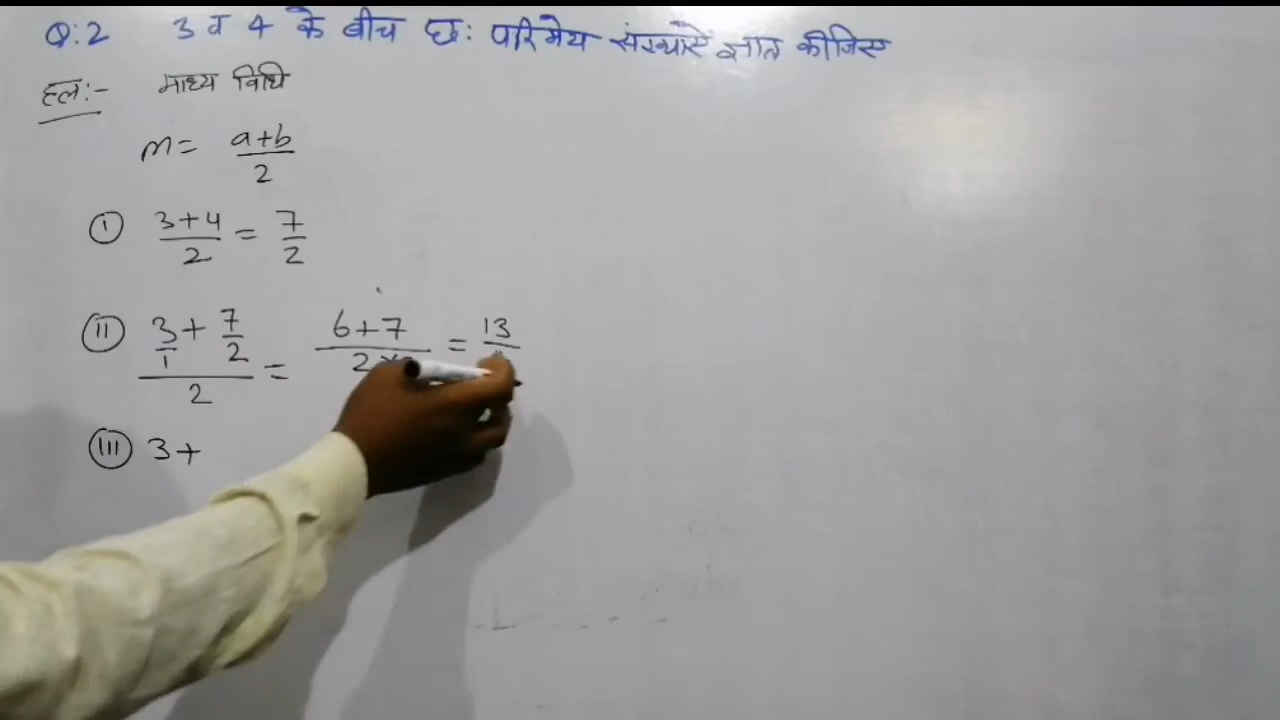 Q:2 3 व 4 के बीच छः परिमेय संख्याएँ ज्ञात कीजिए
हल:- माध्य विधि
m = a+b/2
(i) 3+4/2 = 7/2
(ii) 3/1 + 7/2 / 2 = 6+7/2× = 13/
(iii) 3+